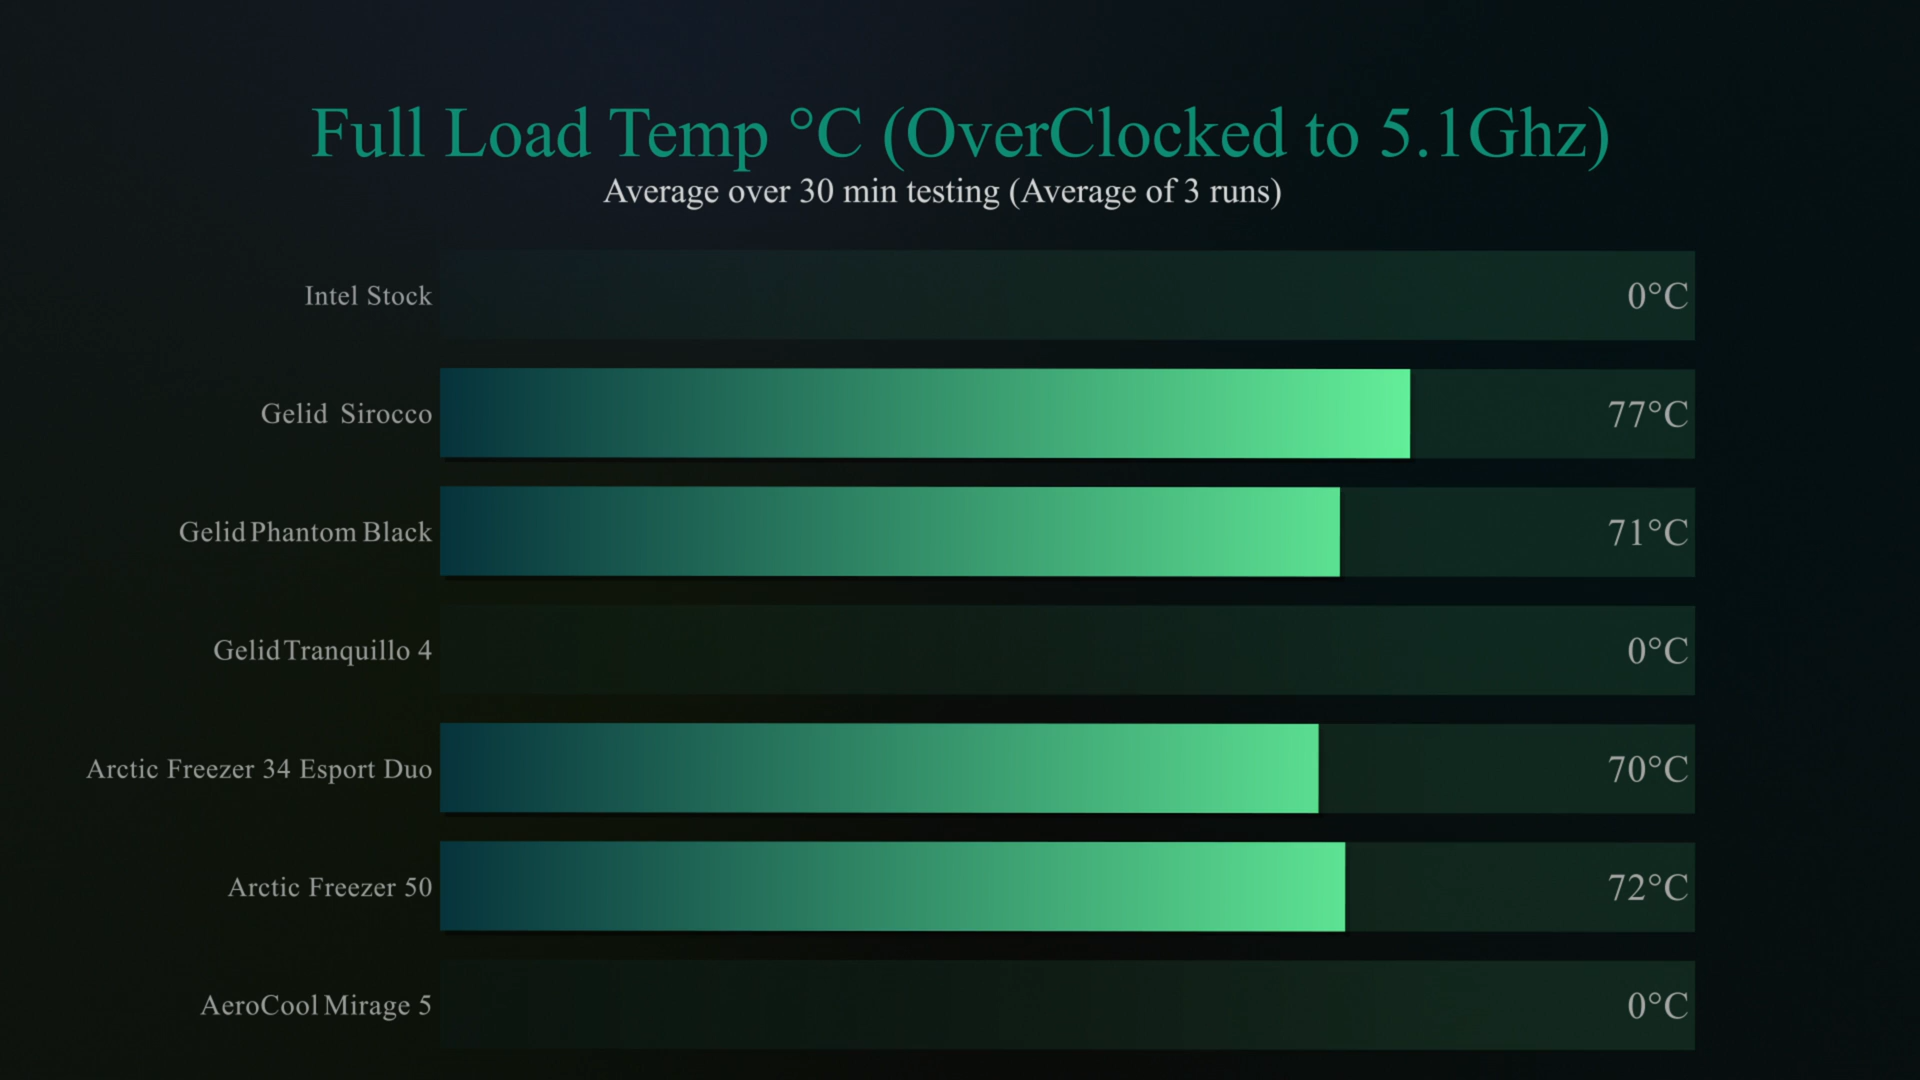 Full Load Temp °C (OverClocked to 5.1Ghz)
Average over 30 min testing (Average of 3 runs)
Intel Stock 0°C
Gelid Sirocco 77°C
Gelid Phantom Black 71°C
Gelid Tranquillo 4 0°C
Arctic Freezer 34 Esport Duo 70°C
Arctic Freezer 50 72°C
AeroCool Mirage 5 0°C